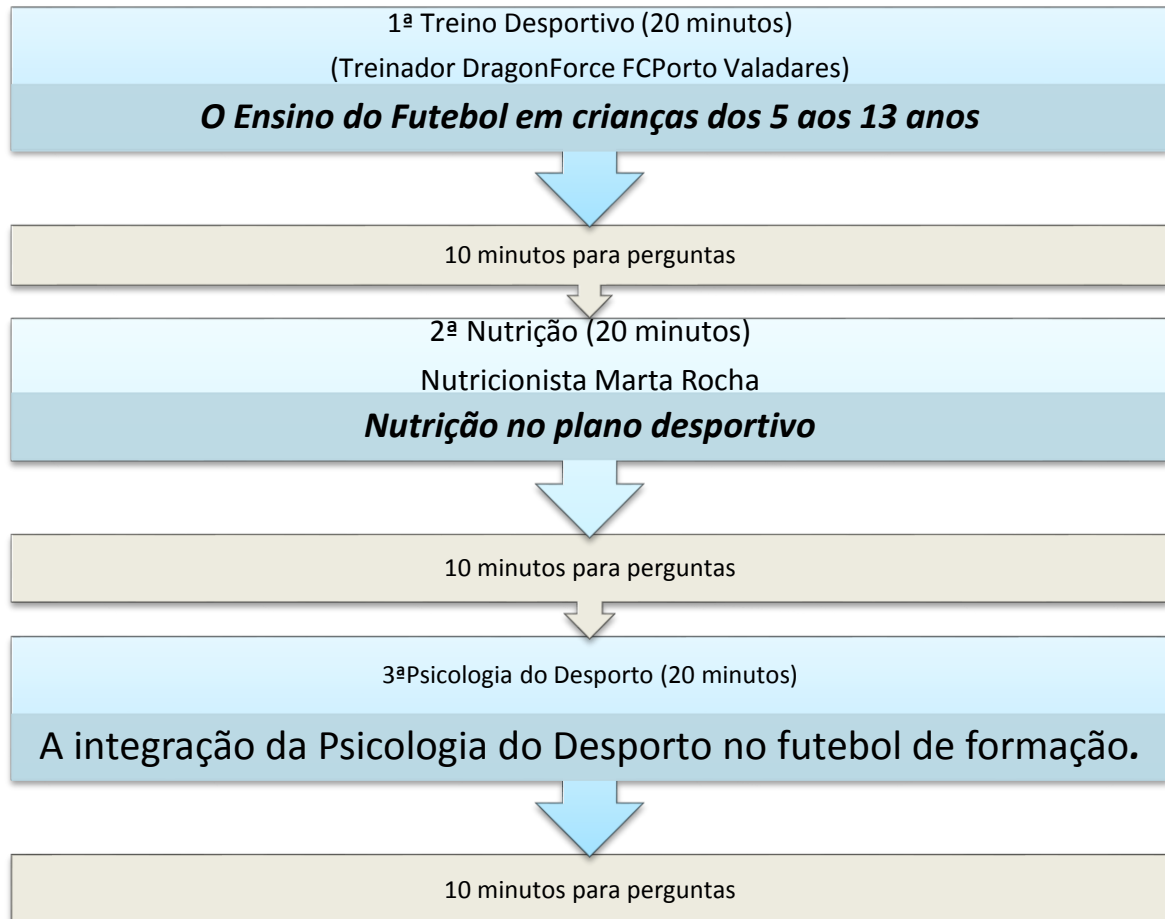 1ª Treino Desportivo (20 minutos)
(Treinador DragonForce FCPorto Valadares)
O Ensino do Futebol em crianças dos 5 aos 13 anos
10 minutos para perguntas
2ª Nutrição (20 minutos)
Nutricionista Marta Rocha
Nutrição no plano desportivo
10 minutos para perguntas
3ªPsicologia do Desporto (20 minutos)
A integração da Psicologia do Desporto no futebol de formação.
10 minutos para perguntas